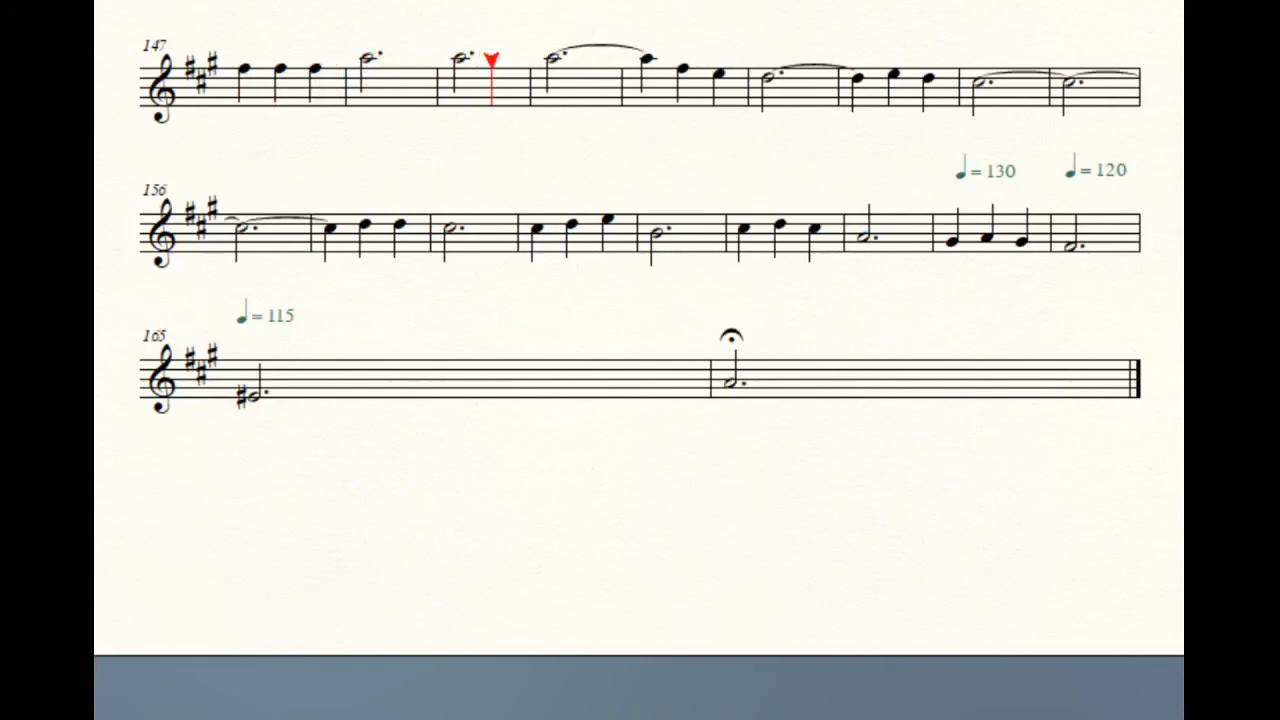 147
♩ = 130 ♩ = 120
156
♩ = 115
165